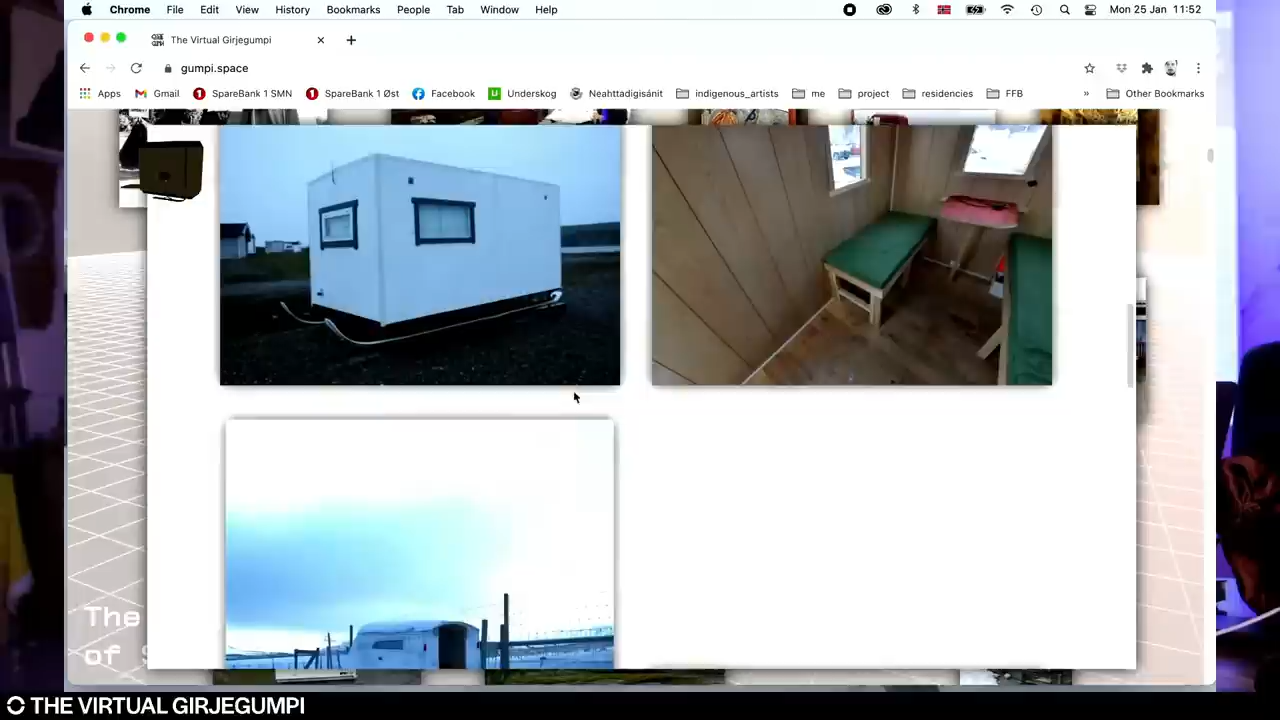 Chrome File Edit View History Bookmarks People Tab Window Help Mon 25 Jan 11:52
The Virtual Girjegumpi
gumpi.space
Apps Gmail SpareBank 1 SMN SpareBank 1 Øst Facebook Underskog Neahttadigisánit indigenous_artists me project residencies FFB » Other Bookmarks
The
of
THE VIRTUAL GIRJEGUMPI